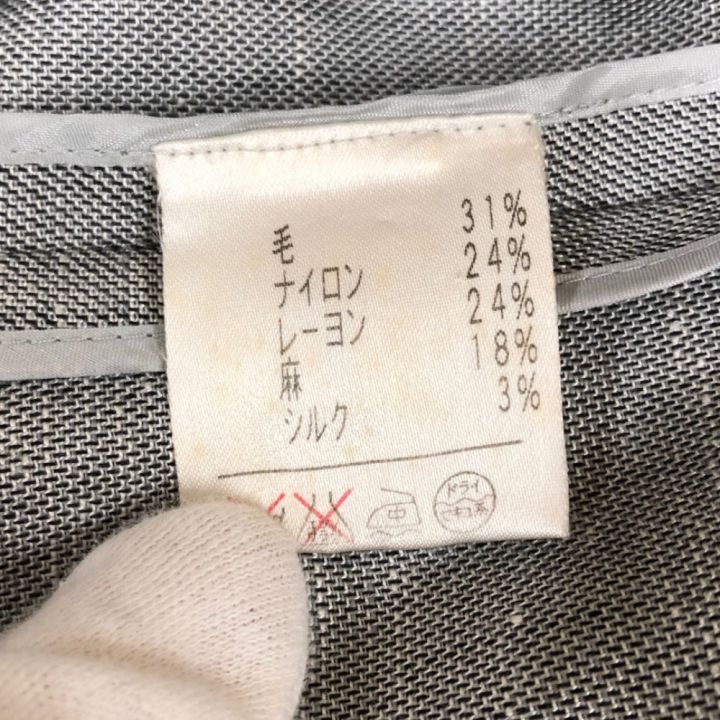 毛 31%
ナイロン 24%
レーヨン 24%
麻 18%
シルク 3%
中 ドライ